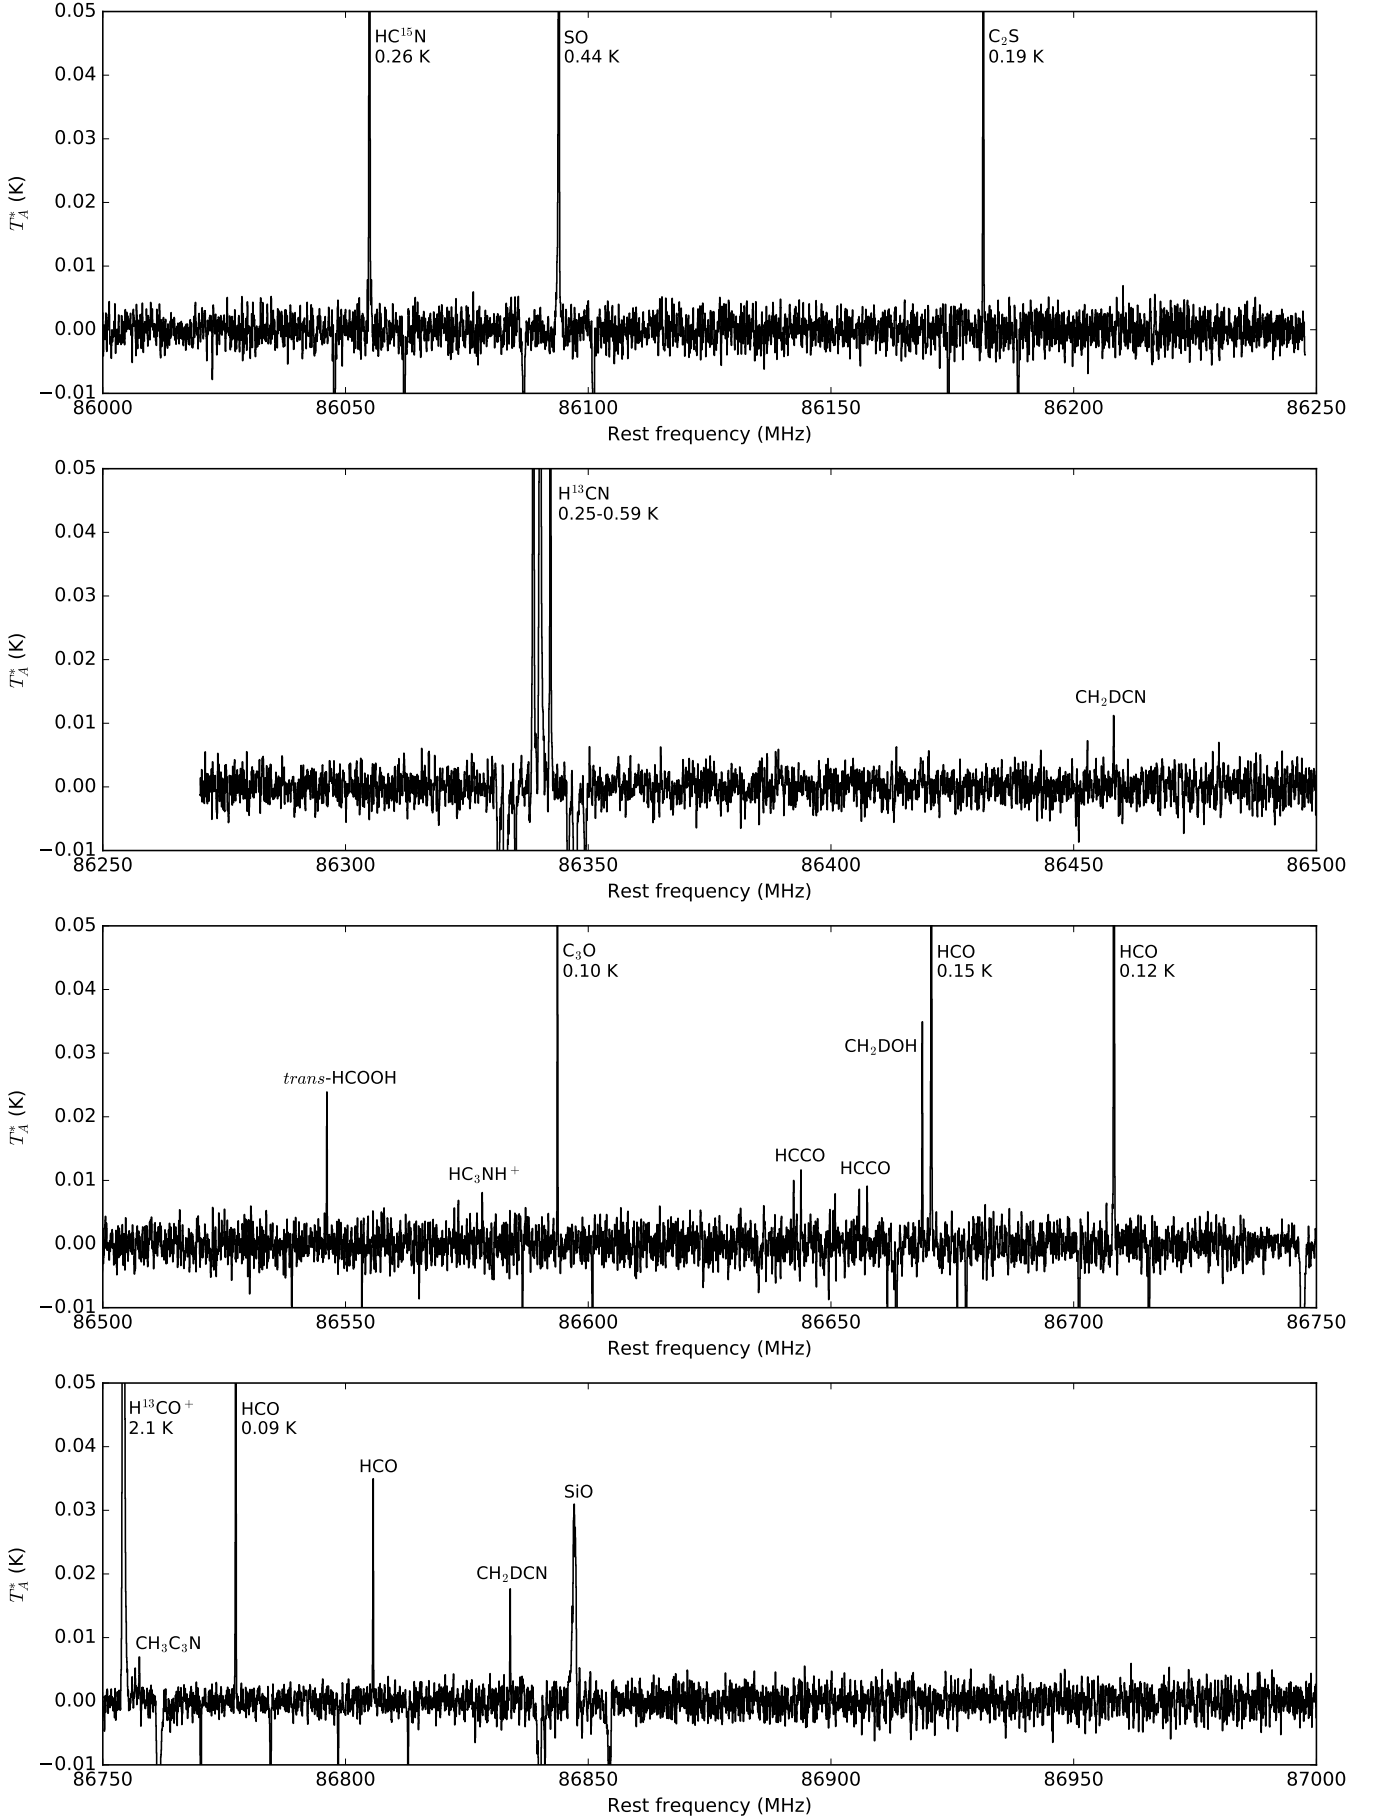 0.05
HC¹⁵N
SO
C₂S
0.26 K
0.44 K
0.19 K
0.04
0.03
0.02
T*A (K)
0.01
0.00
−0.01
86000
86050
86100
86150
86200
86250
Rest frequency (MHz)
0.05
H¹³CN
0.25-0.59 K
0.04
0.03
0.02
T*A (K)
CH₂DCN
0.01
0.00
−0.01
86250
86300
86350
86400
86450
86500
Rest frequency (MHz)
0.05
C₃O
0.10 K
HCO
0.15 K
HCO
0.12 K
0.04
CH₂DOH
0.03
trans-HCOOH
0.02
T*A (K)
HCCO
HCCO
HC₃NH⁺
0.01
0.00
−0.01
86500
86550
86600
86650
86700
86750
Rest frequency (MHz)
0.05
H¹³CO⁺
2.1 K
HCO
0.09 K
0.04
HCO
SiO
0.03
0.02
CH₂DCN
T*A (K)
CH₃C₃N
0.01
0.00
−0.01
86750
86800
86850
86900
86950
87000
Rest frequency (MHz)